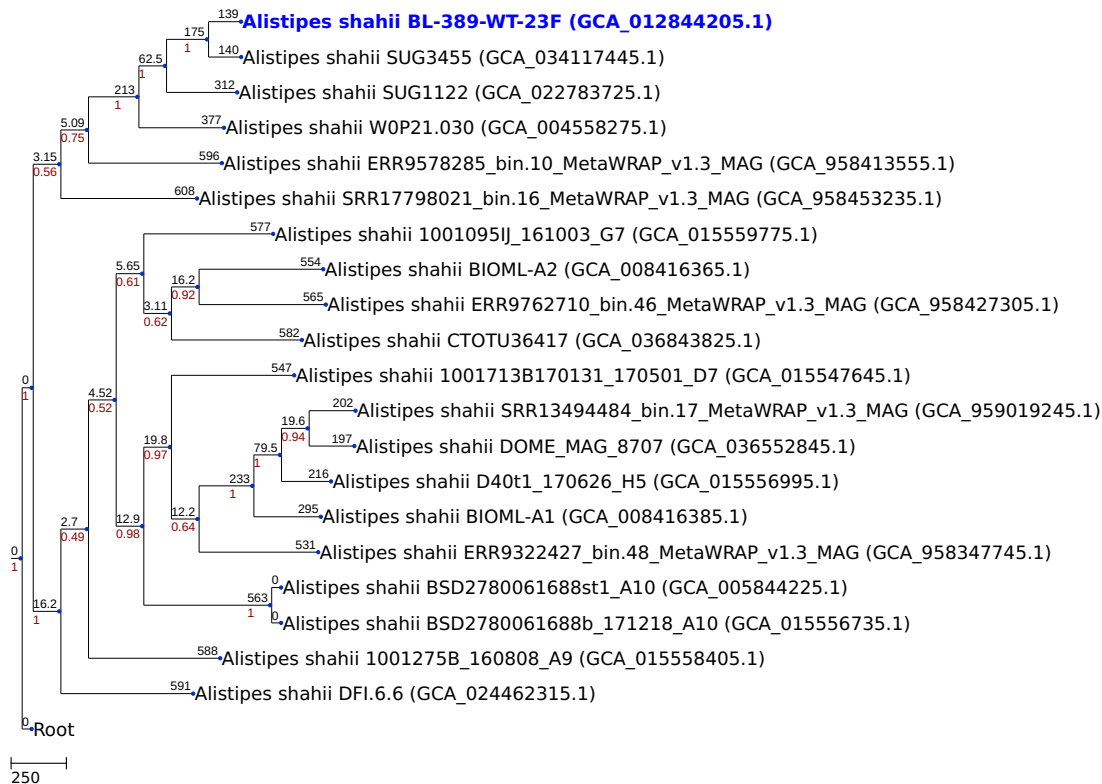 139
Alistipes shahii BL-389-WT-23F (GCA_012844205.1)
175
1
140
Alistipes shahii SUG3455 (GCA_034117445.1)
62.5
1
312
Alistipes shahii SUG1122 (GCA_022783725.1)
213
1
377
Alistipes shahii W0P21.030 (GCA_004558275.1)
5.09
0.75
596
Alistipes shahii ERR9578285_bin.10_MetaWRAP_v1.3_MAG (GCA_958413555.1)
3.15
0.56
608
Alistipes shahii SRR17798021_bin.16_MetaWRAP_v1.3_MAG (GCA_958453235.1)
577
Alistipes shahii 1001095IJ_161003_G7 (GCA_015559775.1)
5.65
0.61
554
Alistipes shahii BIOML-A2 (GCA_008416365.1)
16.2
0.92
565
Alistipes shahii ERR9762710_bin.46_MetaWRAP_v1.3_MAG (GCA_958427305.1)
3.11
0.62
582
Alistipes shahii CTOTU36417 (GCA_036843825.1)
0
1
547
Alistipes shahii 1001713B170131_170501_D7 (GCA_015547645.1)
4.52
0.52
202
Alistipes shahii SRR13494484_bin.17_MetaWRAP_v1.3_MAG (GCA_959019245.1)
19.6
0.94
197
Alistipes shahii DOME_MAG_8707 (GCA_036552845.1)
19.8
0.97
79.5
1
216
Alistipes shahii D40t1_170626_H5 (GCA_015556995.1)
233
1
295
Alistipes shahii BIOML-A1 (GCA_008416385.1)
12.2
0.64
12.9
0.98
2.7
0.49
531
Alistipes shahii ERR9322427_bin.48_MetaWRAP_v1.3_MAG (GCA_958347745.1)
0
1
0
Alistipes shahii BSD2780061688st1_A10 (GCA_005844225.1)
563
1
16.2
1
0
Alistipes shahii BSD2780061688b_171218_A10 (GCA_015556735.1)
588
Alistipes shahii 1001275B_160808_A9 (GCA_015558405.1)
591
Alistipes shahii DFI.6.6 (GCA_024462315.1)
0
Root
250